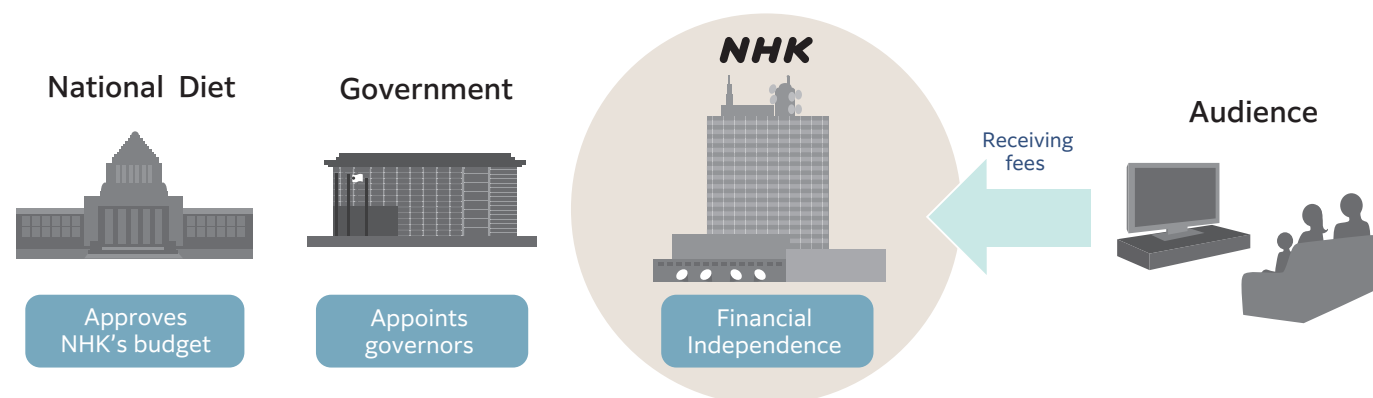 National Diet
Approves
NHK's budget
Government
Appoints
governors
NHK
Financial
Independence
Receiving
fees
Audience